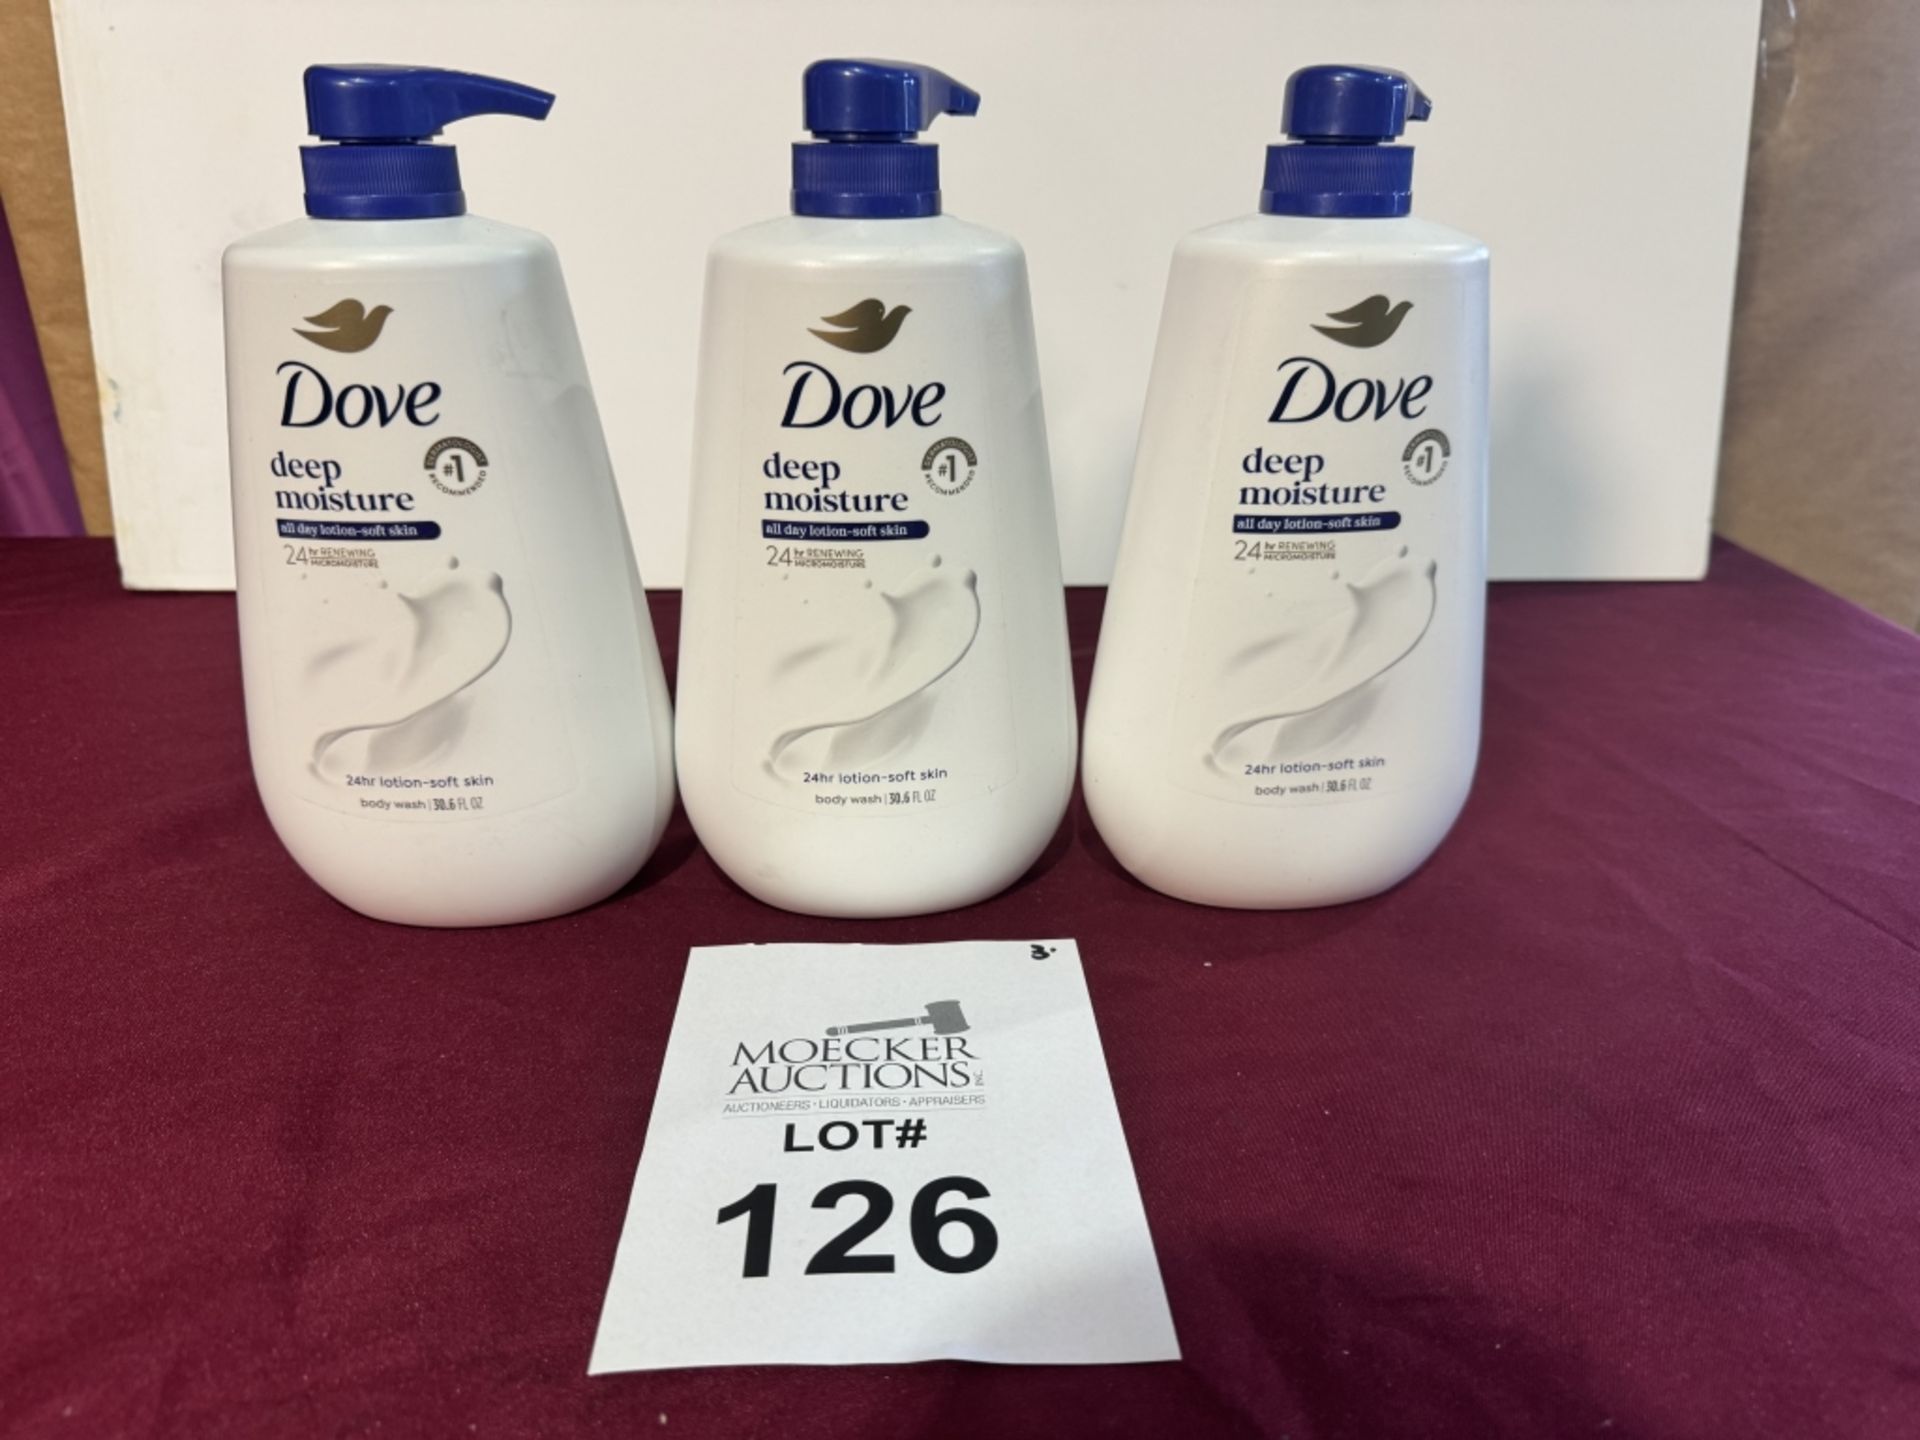 Dove
deep
moisture
DERMATOLOGIST
#1
RECOMMENDED
all day lotion-soft skin
24 hr RENEWING
MICROMOISTURE
24hr lotion-soft skin
body wash | 30.6 FL OZ
Dove
deep
moisture
DERMATOLOGIST
#1
RECOMMENDED
all day lotion-soft skin
24 hr RENEWING
MICROMOISTURE
24hr lotion-soft skin
body wash | 30.6 FL OZ
Dove
deep
moisture
DERMATOLOGIST
#1
RECOMMENDED
all day lotion-soft skin
24 hr RENEWING
MICROMOISTURE
24hr lotion-soft skin
body wash | 30.6 FL OZ
3.
MOECKER
AUCTIONS INC.
AUCTIONEERS · LIQUIDATORS · APPRAISERS
LOT#
126